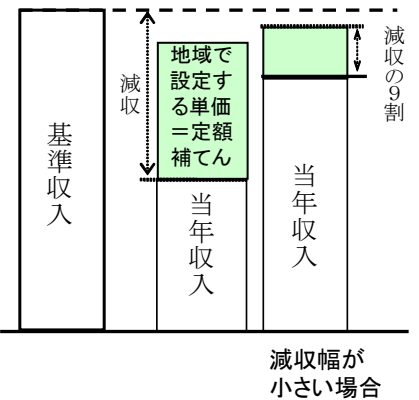 基準収入
減収
地域で
設定す
る単価
＝定額
補てん
当年収入
当年収入
減収の９割
減収幅が
小さい場合